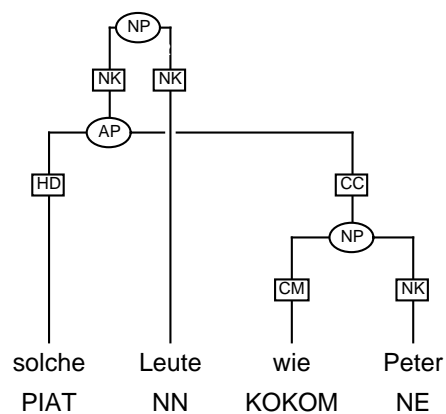 NP
NK NK
AP
HD CC
NP
CM NK
solche Leute wie Peter
PIAT NN KOKOM NE